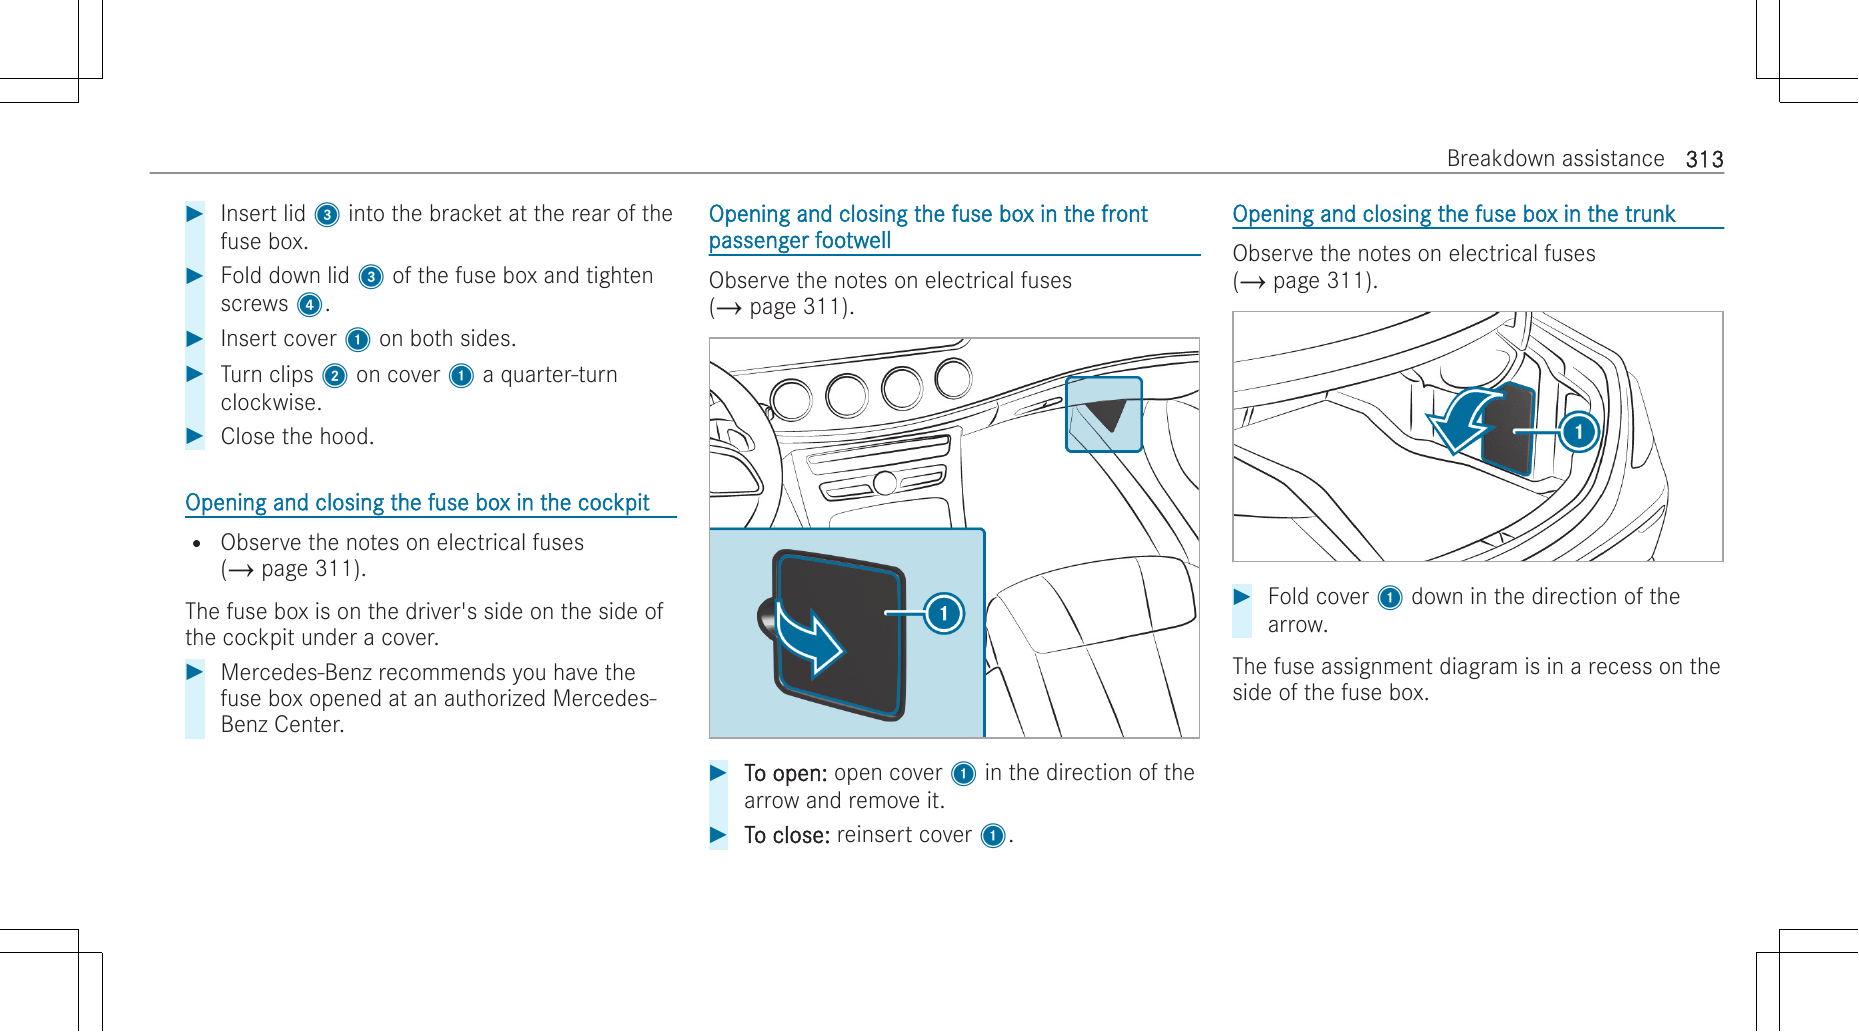 Breakdown assistance 313
▶ Insert lid 3 into the bracket at the rear of the
fuse box.
▶ Fold down lid 3 of the fuse box and tighten
screws 4.
▶ Insert cover 1 on both sides.
▶ Turn clips 2 on cover 1 a quarter-turn
clockwise.
▶ Close the hood.
Opening and closing the fuse box in the cockpit
• Observe the notes on electrical fuses
(→ page 311).
The fuse box is on the driver's side on the side of
the cockpit under a cover.
▶ Mercedes-Benz recommends you have the
fuse box opened at an authorized Mercedes-
Benz Center.
Opening and closing the fuse box in the front
passenger footwell
Observe the notes on electrical fuses
(→ page 311).
1
▶ To open: open cover 1 in the direction of the
arrow and remove it.
▶ To close: reinsert cover 1.
Opening and closing the fuse box in the trunk
Observe the notes on electrical fuses
(→ page 311).
1
▶ Fold cover 1 down in the direction of the
arrow.
The fuse assignment diagram is in a recess on the
side of the fuse box.